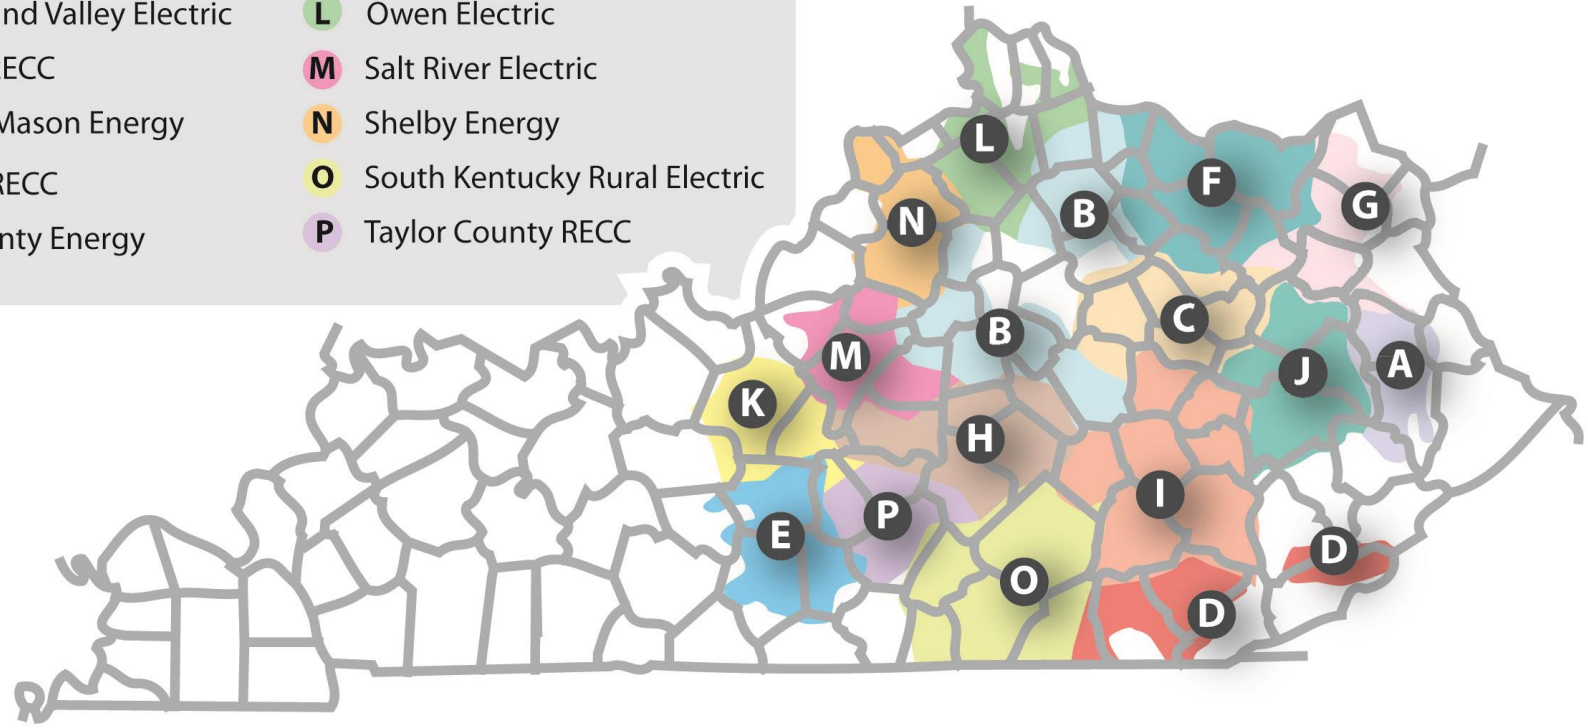 nd Valley Electric
ECC
Mason Energy
RECC
nty Energy
L Owen Electric
M Salt River Electric
N Shelby Energy
O South Kentucky Rural Electric
P Taylor County RECC
L
F
G
B
N
C
B
M
J
A
K
H
I
P
E
D
O
D